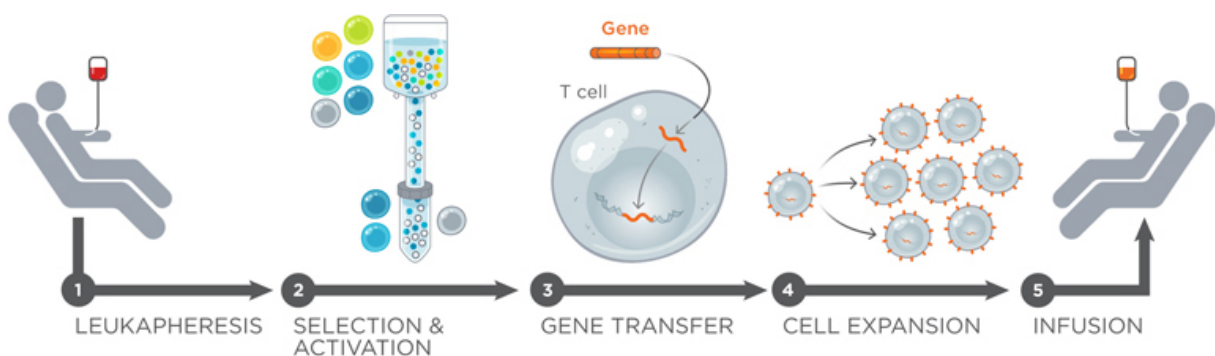 Gene
T cell
1
LEUKAPHERESIS
2
SELECTION &
ACTIVATION
3
GENE TRANSFER
4
CELL EXPANSION
5
INFUSION